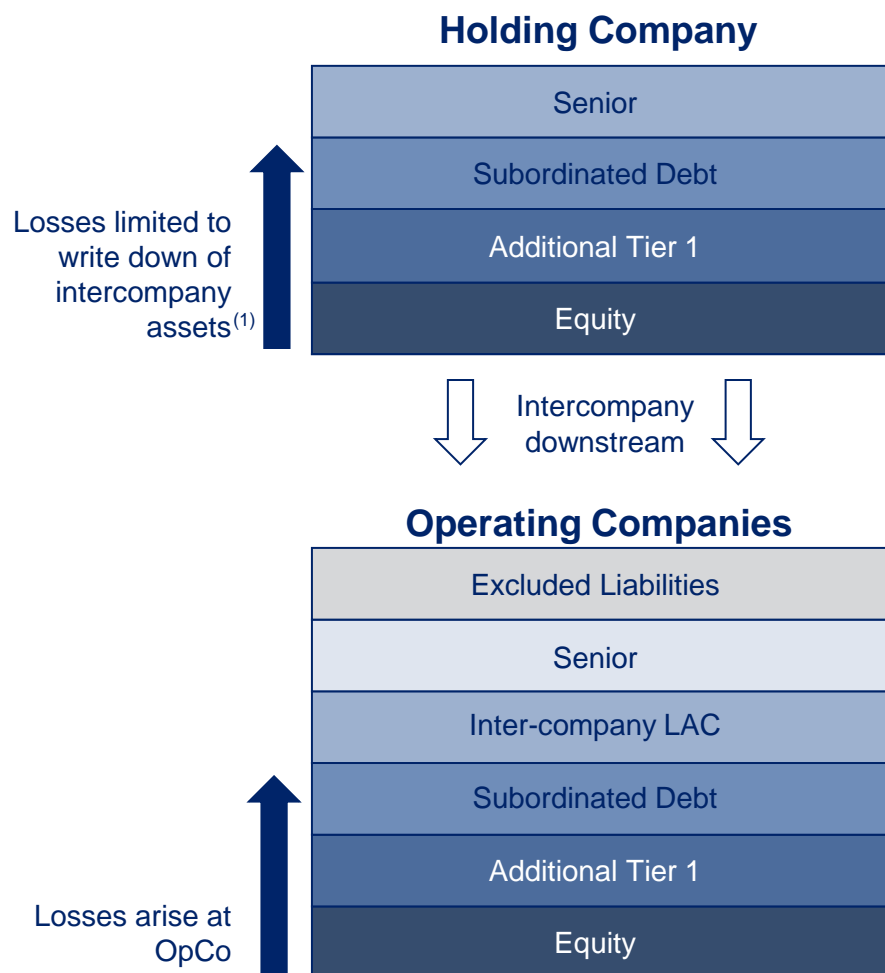 Holding Company
Senior
Subordinated Debt
Additional Tier 1
Equity
Losses limited to
write down of
intercompany
assets(1)
Intercompany
downstream
Operating Companies
Excluded Liabilities
Senior
Inter-company LAC
Subordinated Debt
Additional Tier 1
Equity
Losses arise at
OpCo